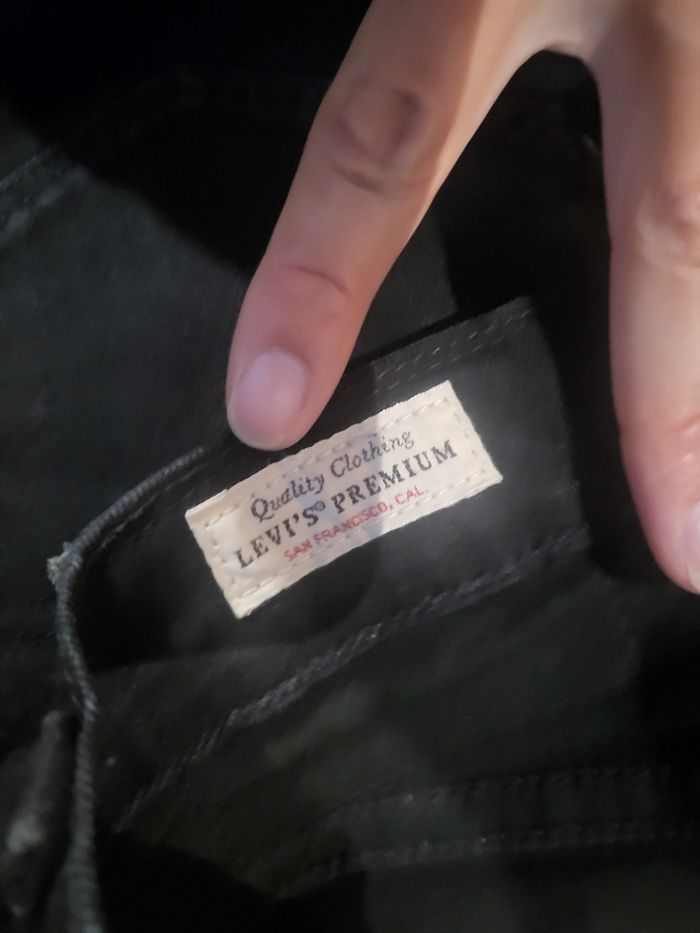 Quality Clothing
LEVI'S® PREMIUM
SAN FRANCISCO, CAL.